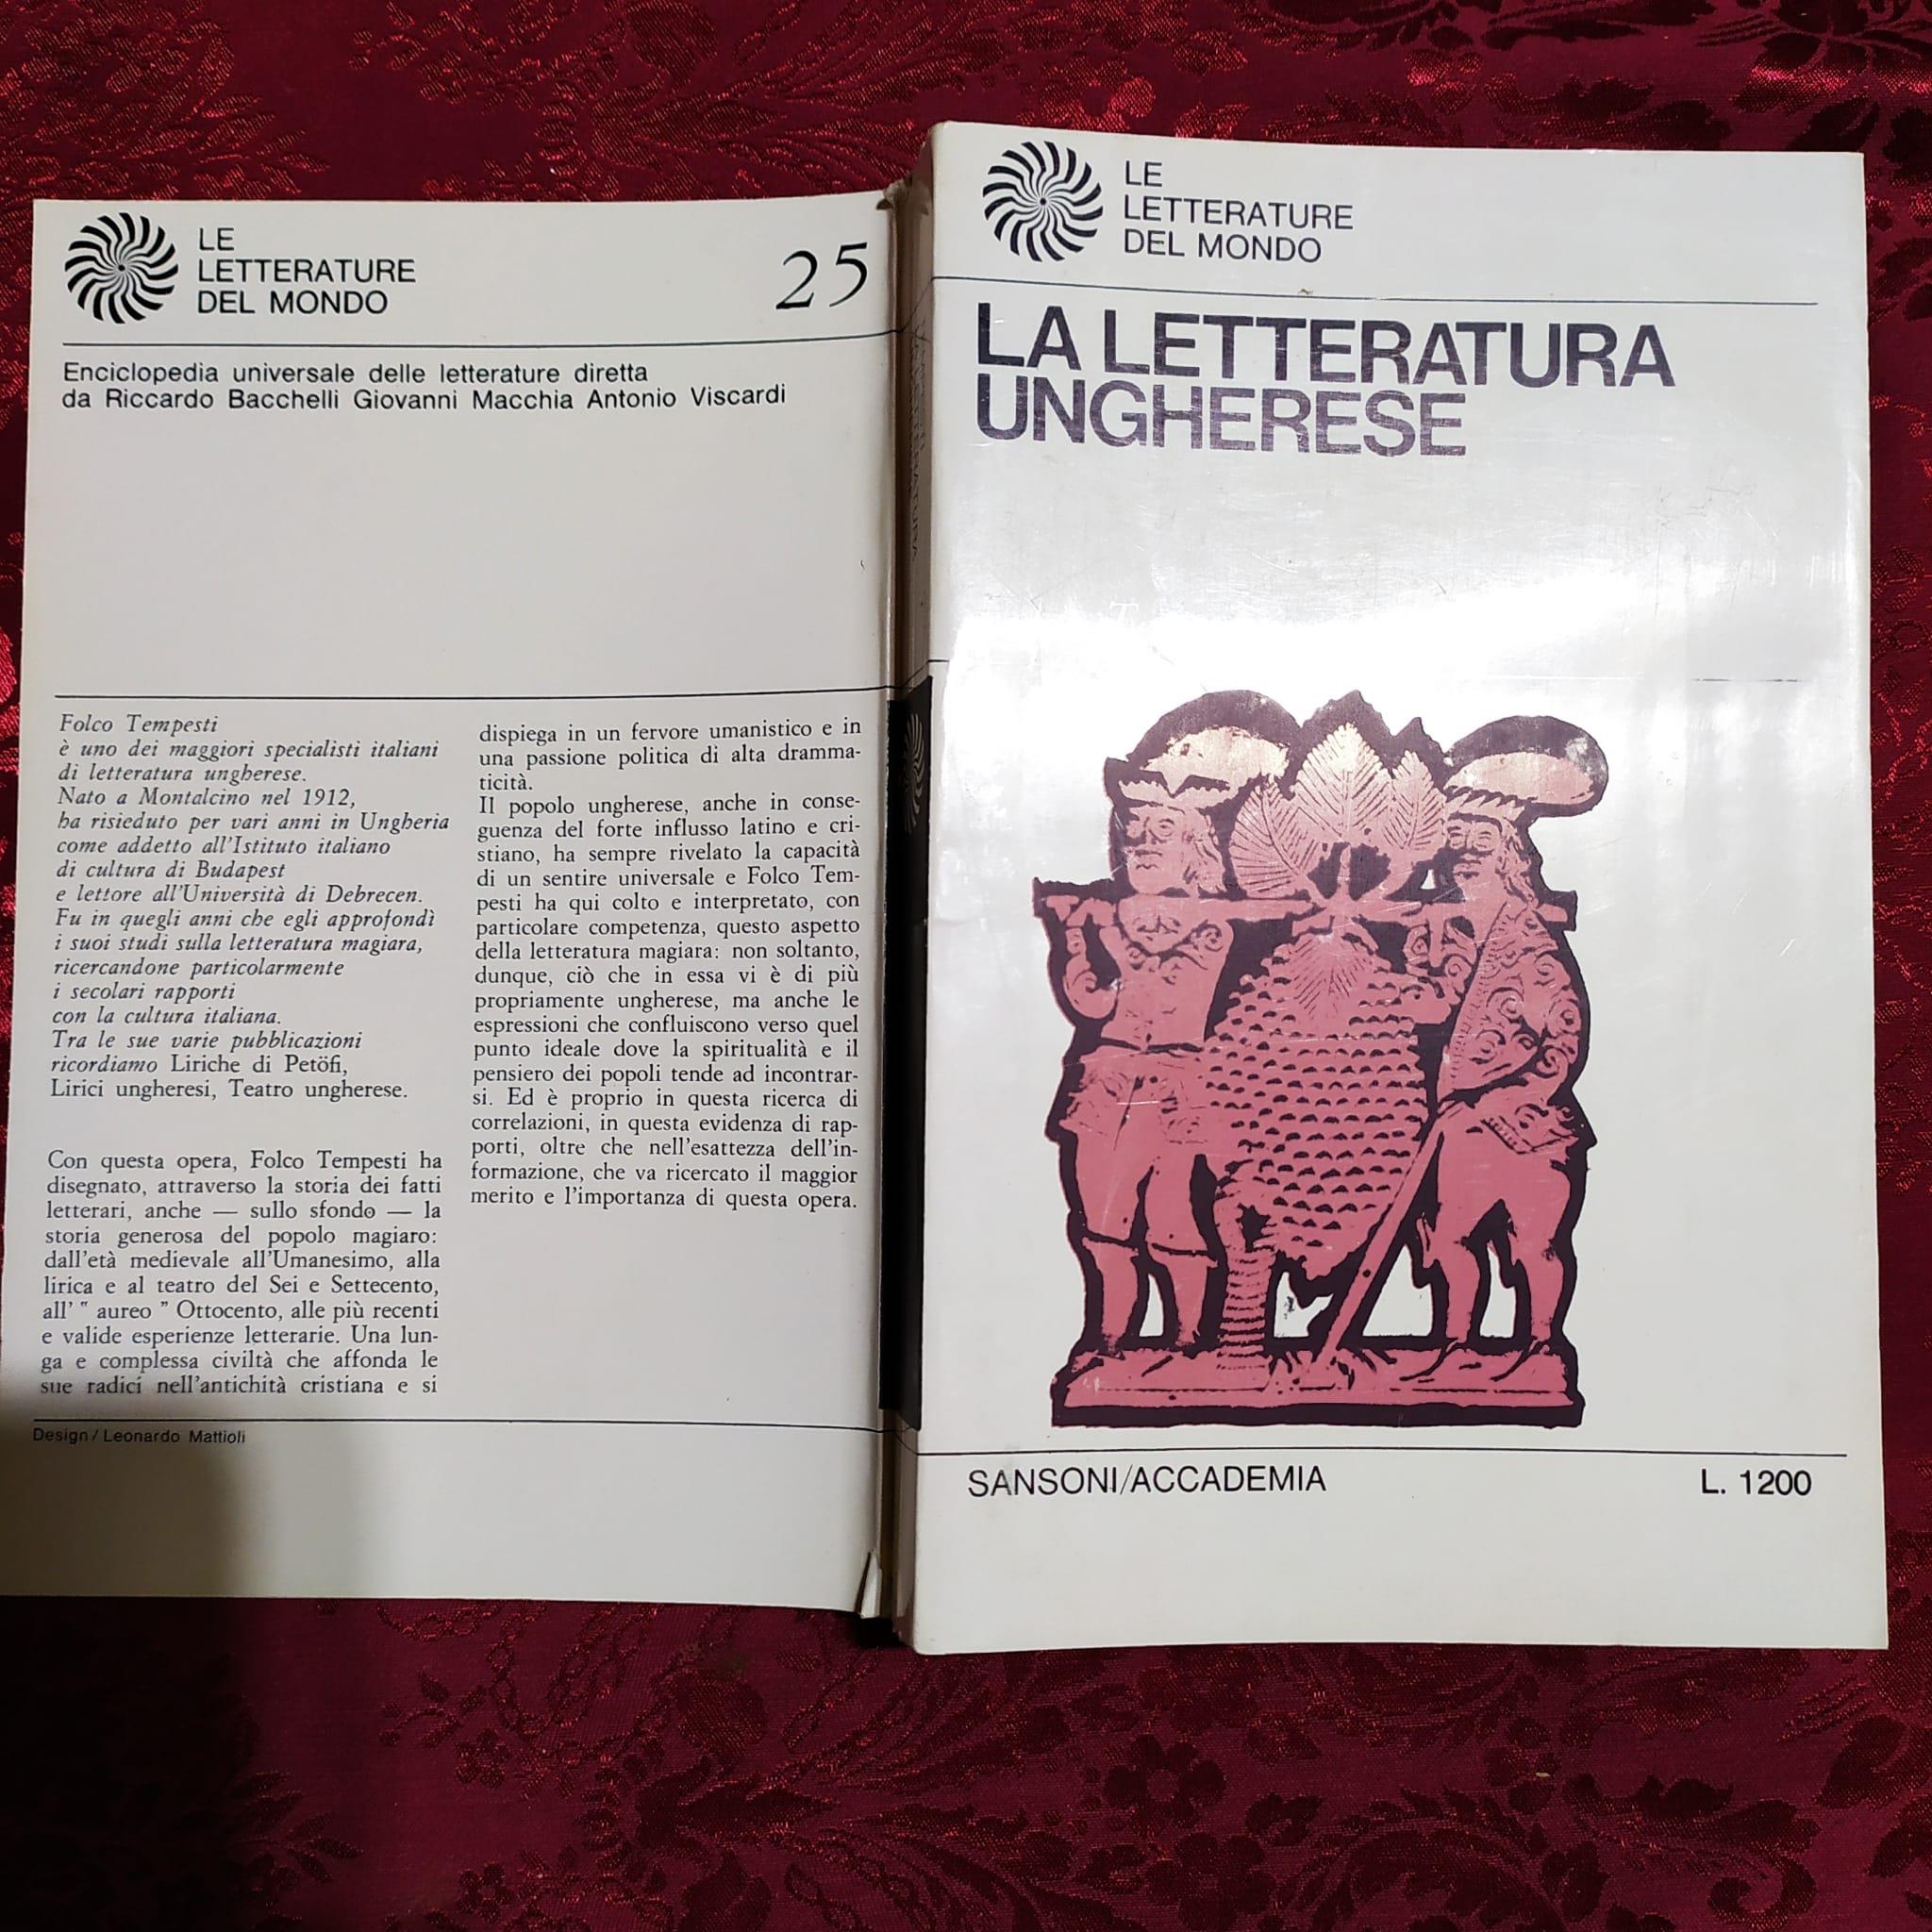 LE
LETTERATURE
DEL MONDO
25
Enciclopedia universale delle letterature diretta
da Riccardo Bacchelli Giovanni Macchia Antonio Viscardi
Folco Tempesti
è uno dei maggiori specialisti italiani
di letteratura ungherese.
Nato a Montalcino nel 1912,
ha risieduto per vari anni in Ungheria
come addetto all'Istituto italiano
di cultura di Budapest
e lettore all'Università di Debrecen.
Fu in quegli anni che egli approfondì
i suoi studi sulla letteratura magiara,
ricercandone particolarmente
i secolari rapporti
con la cultura italiana.
Tra le sue varie pubblicazioni
ricordiamo Liriche di Petöfi,
Lirici ungheresi, Teatro ungherese.
Con questa opera, Folco Tempesti ha
disegnato, attraverso la storia dei fatti
letterari, anche — sullo sfondo — la
storia generosa del popolo magiaro:
dall'età medievale all'Umanesimo, alla
lirica e al teatro del Sei e Settecento,
all' " aureo " Ottocento, alle più recenti
e valide esperienze letterarie. Una lun-
ga e complessa civiltà che affonda le
sue radici nell'antichità cristiana e si
dispiega in un fervore umanistico e in
una passione politica di alta dramma-
ticità.
Il popolo ungherese, anche in conse-
guenza del forte influsso latino e cri-
stiano, ha sempre rivelato la capacità
di un sentire universale e Folco Tem-
pesti ha qui colto e interpretato, con
particolare competenza, questo aspetto
della letteratura magiara: non soltanto,
dunque, ciò che in essa vi è di più
propriamente ungherese, ma anche le
espressioni che confluiscono verso quel
punto ideale dove la spiritualità e il
pensiero dei popoli tende ad incontrar-
si. Ed è proprio in questa ricerca di
correlazioni, in questa evidenza di rap-
porti, oltre che nell'esattezza dell'in-
formazione, che va ricercato il maggior
merito e l'importanza di questa opera.
Design / Leonardo Mattioli
LE
LETTERATURE
DEL MONDO
LA LETTERATURA
UNGHERESE
SANSONI/ACCADEMIA
L. 1200